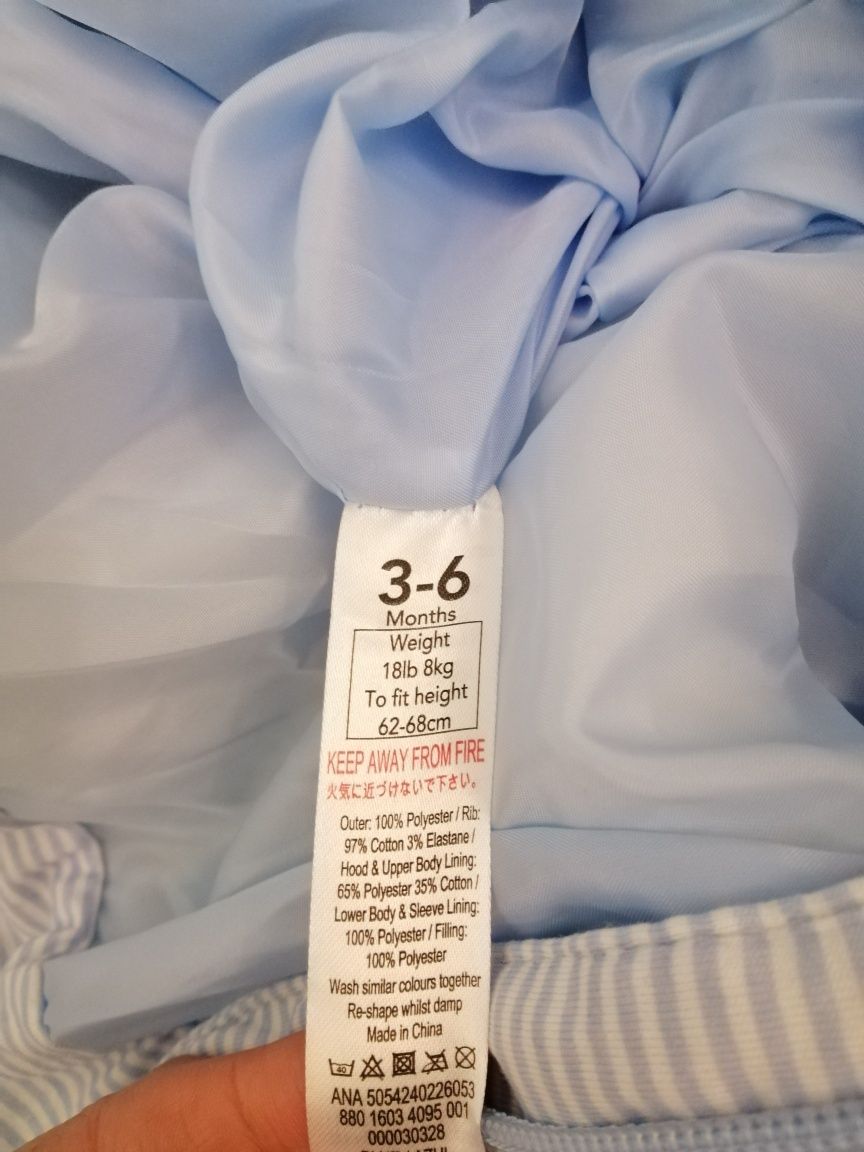 3-6
Months
Weight
18lb 8kg
To fit height
62-68cm
KEEP AWAY FROM FIRE
火気に近づけないで下さい。
Outer: 100% Polyester / Rib:
97% Cotton 3% Elastane /
Hood & Upper Body Lining:
65% Polyester 35% Cotton /
Lower Body & Sleeve Lining:
100% Polyester / Filling:
100% Polyester
Wash similar colours together
Re-shape whilst damp
Made in China
40
ANA 5054240226053
880 1603 4095 001
000030328